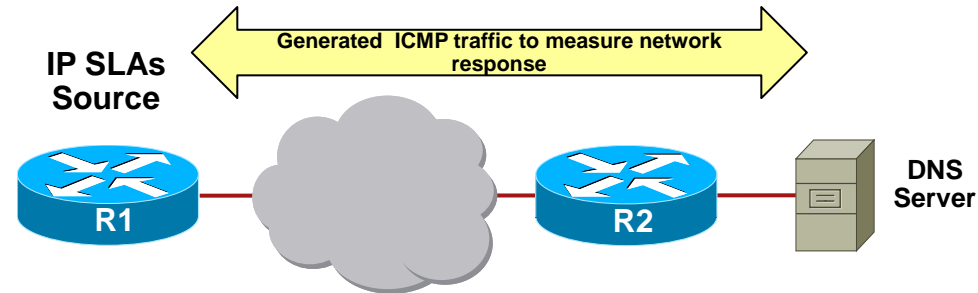 Generated ICMP traffic to measure network
response
IP SLAs
Source
R1
R2
DNS
Server